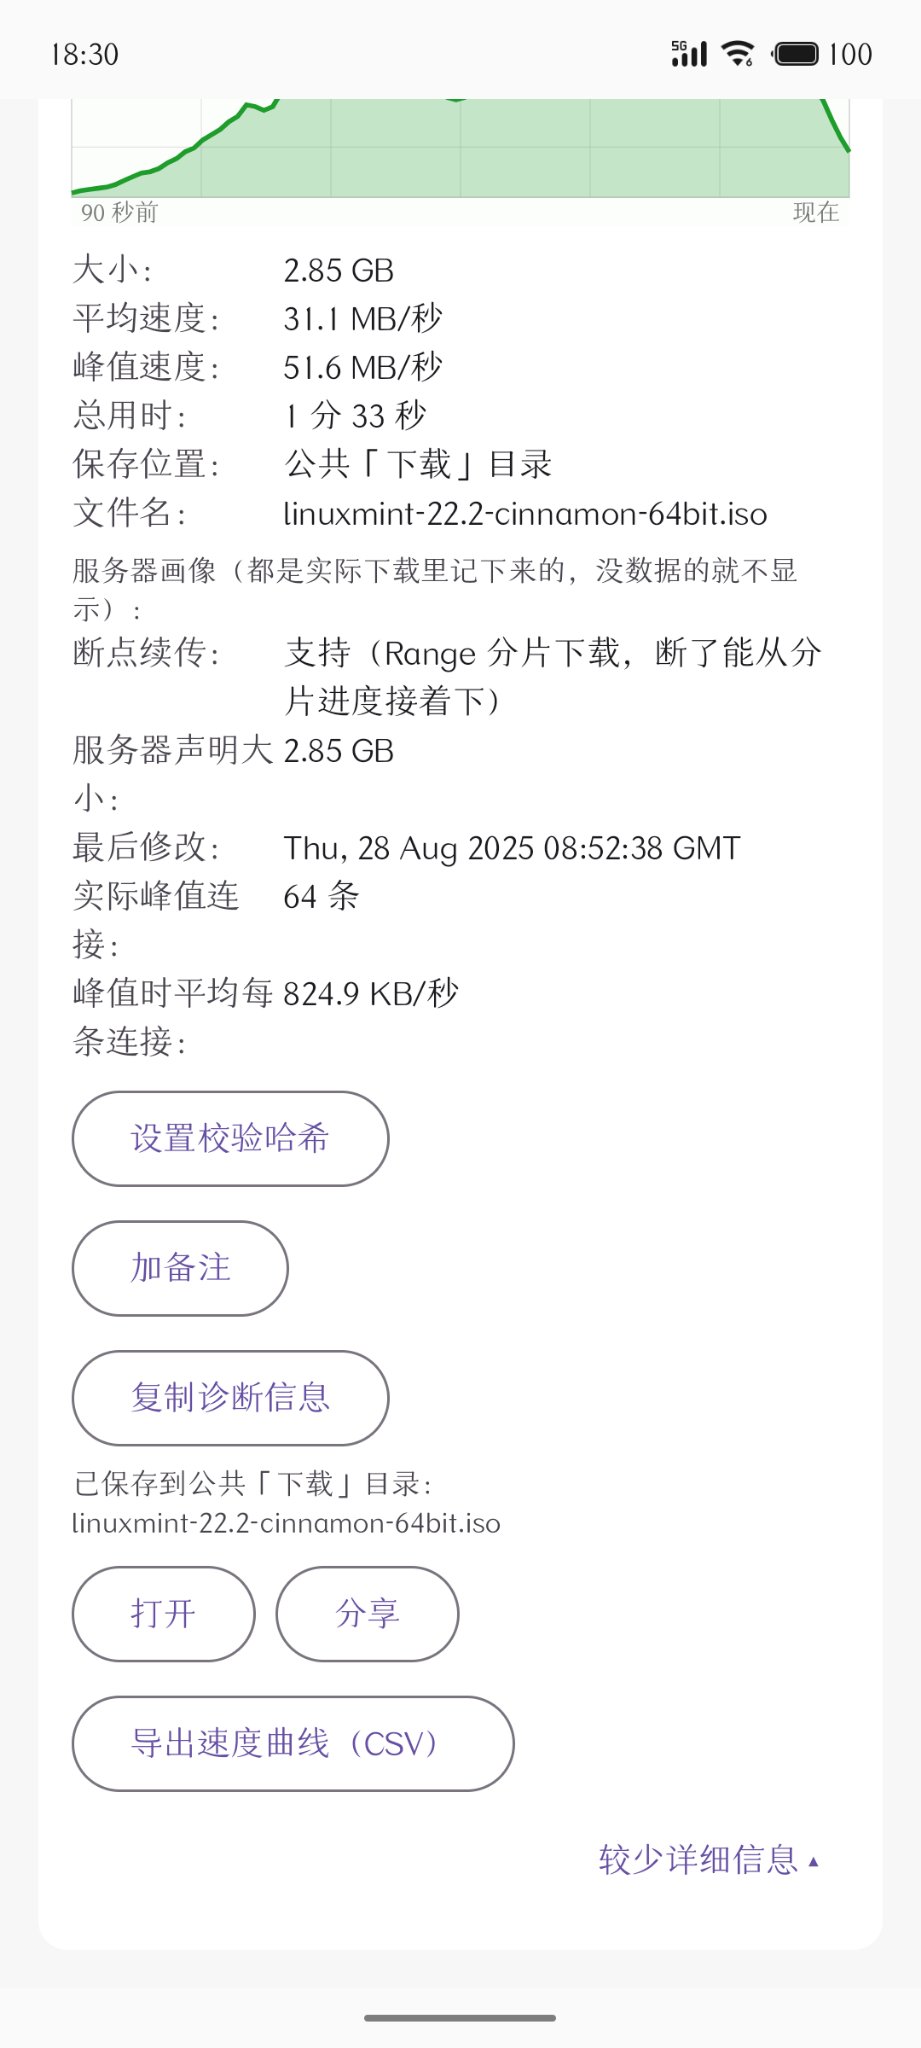 18:30
5G
6
100
90 秒前
现在
大小：
2.85 GB
平均速度：
31.1 MB/秒
峰值速度：
51.6 MB/秒
总用时：
1 分 33 秒
保存位置：
公共「下载」目录
文件名：
linuxmint-22.2-cinnamon-64bit.iso
服务器画像（都是实际下载里记下来的，没数据的就不显
示）：
断点续传：
支持（Range 分片下载，断了能从分
片进度接着下）
服务器声明大
小：
2.85 GB
最后修改：
Thu, 28 Aug 2025 08:52:38 GMT
实际峰值连
接：
64 条
峰值时平均每
条连接：
824.9 KB/秒
设置校验哈希
加备注
复制诊断信息
已保存到公共「下载」目录：
linuxmint-22.2-cinnamon-64bit.iso
打开
分享
导出速度曲线（CSV）
较少详细信息 ▴